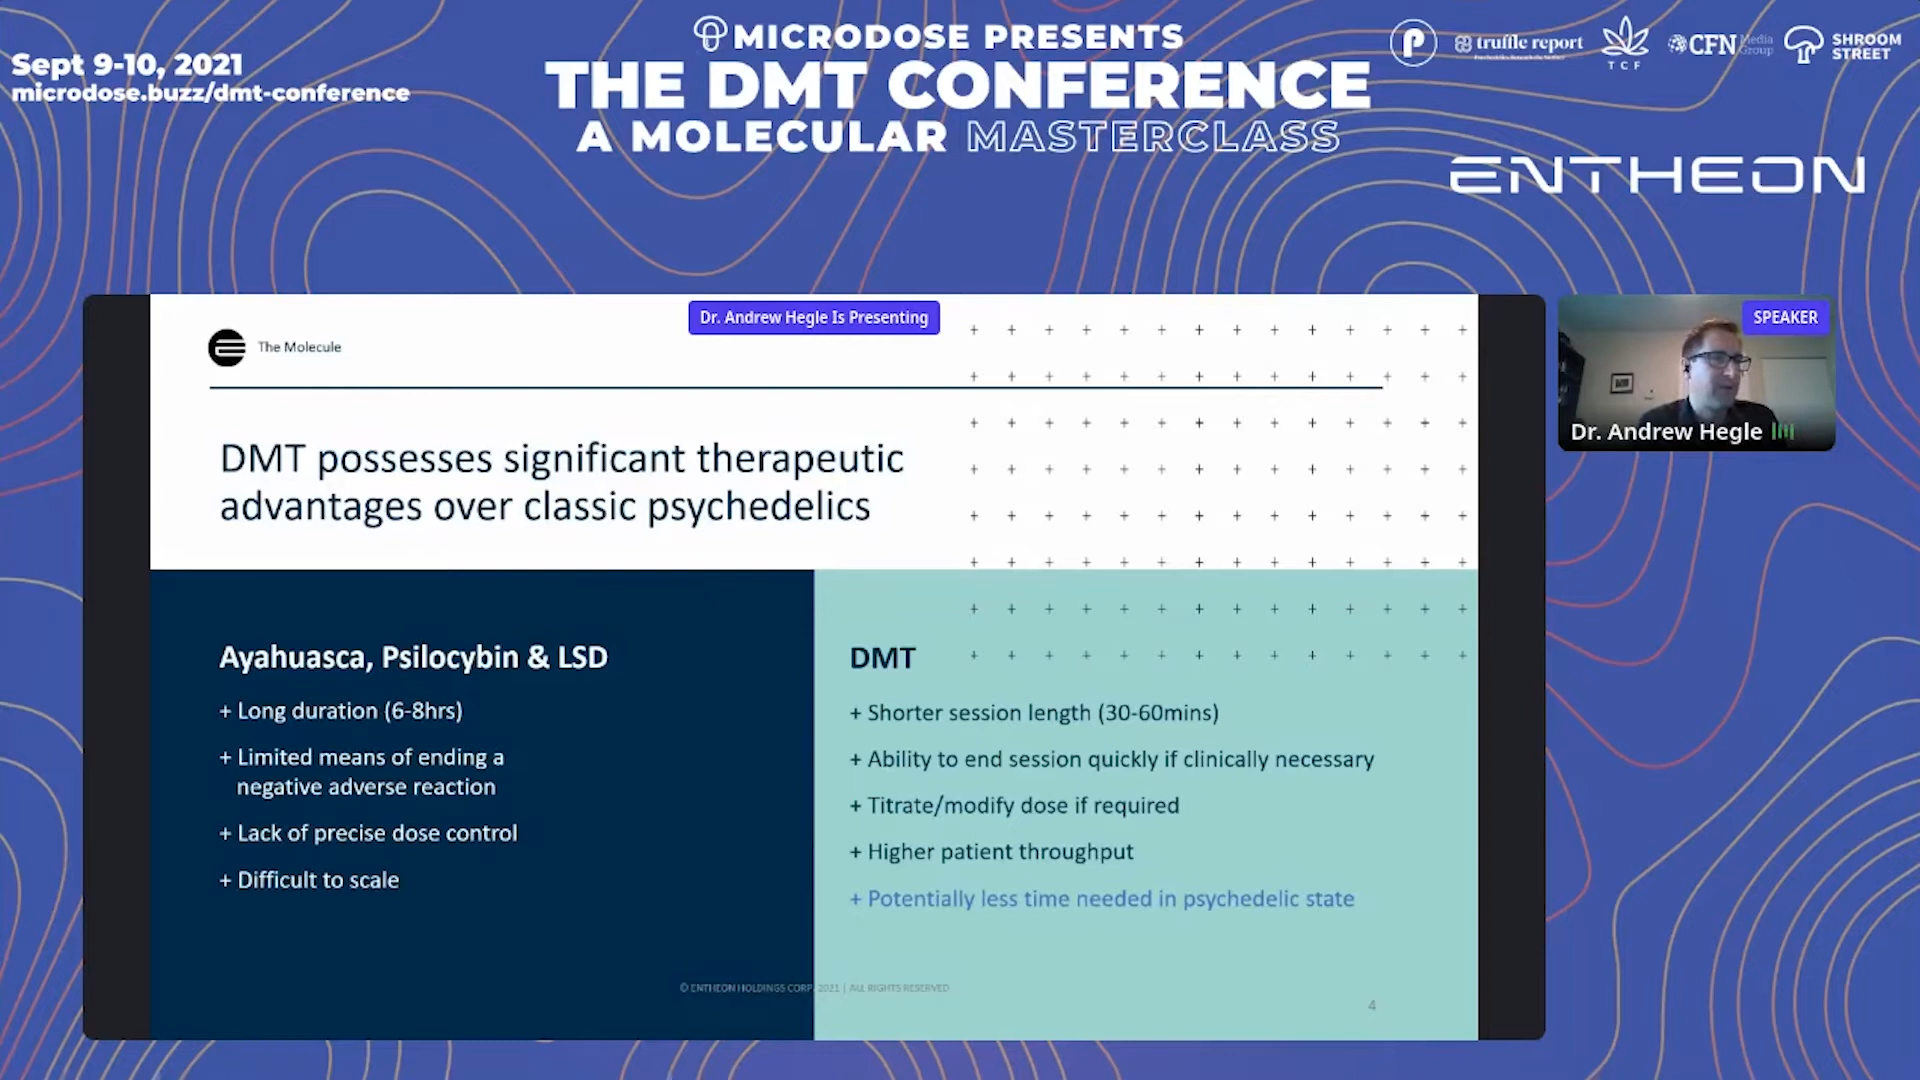 Sept 9-10, 2021
microdose.buzz/dmt-conference
MICRODOSE PRESENTS
THE DMT CONFERENCE
A MOLECULAR MASTERCLASS
truffle report
TCF
CFN Media Group
SHROOM STREET
ENTHEON
Dr. Andrew Hegle Is Presenting
The Molecule
DMT possesses significant therapeutic
advantages over classic psychedelics
Ayahuasca, Psilocybin & LSD
+ Long duration (6-8hrs)
+ Limited means of ending a
negative adverse reaction
+ Lack of precise dose control
+ Difficult to scale
DMT
+ Shorter session length (30-60mins)
+ Ability to end session quickly if clinically necessary
+ Titrate/modify dose if required
+ Higher patient throughput
+ Potentially less time needed in psychedelic state
© ENTHEON HOLDINGS CORP. 2021 | ALL RIGHTS RESERVED
4
SPEAKER
Dr. Andrew Hegle